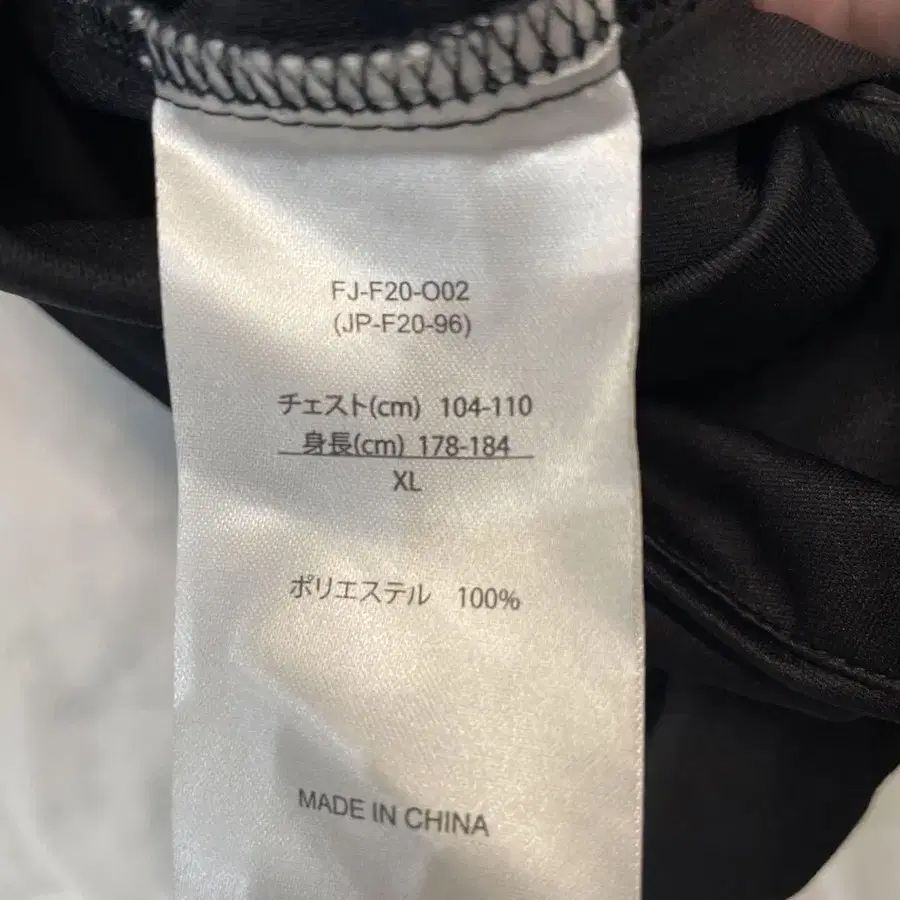 FJ-F20-O02
(JP-F20-96)
チェスト(cm) 104-110
身長(cm) 178-184
XL
ポリエステル 100%
MADE IN CHINA